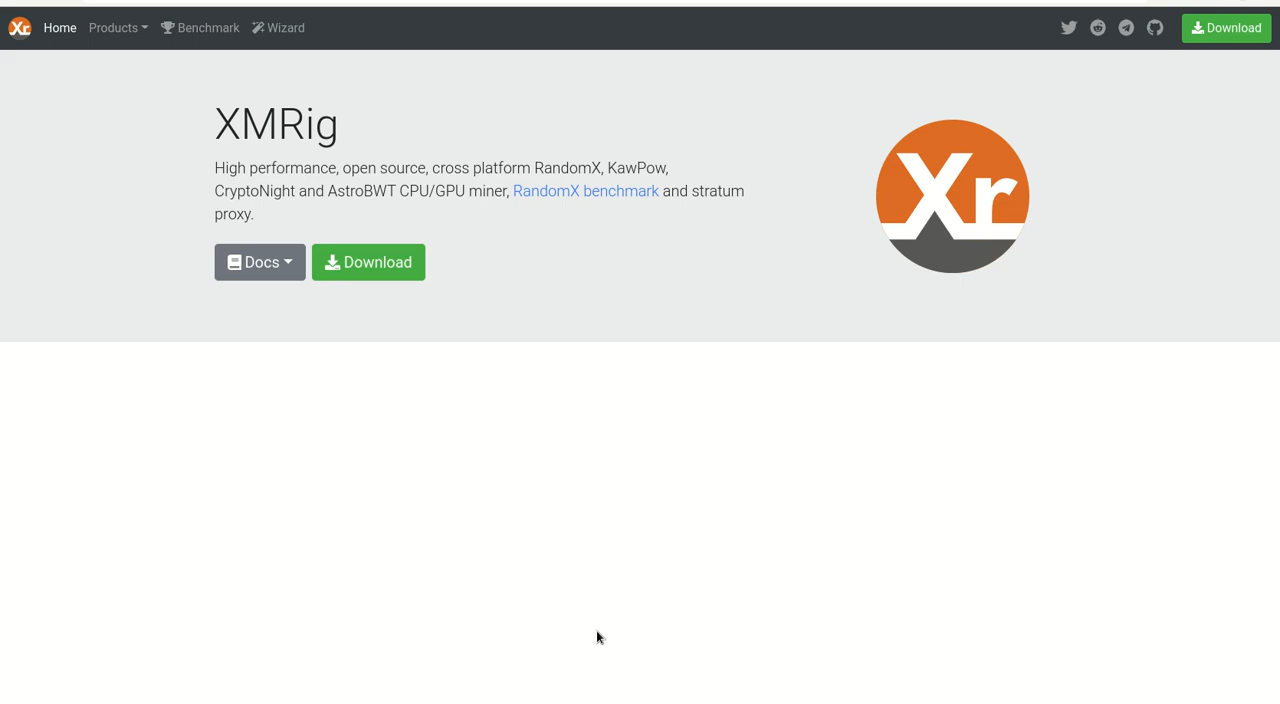 Xr Home Products Benchmark Wizard Download
XMRig
High performance, open source, cross platform RandomX, KawPow,
CryptoNight and AstroBWT CPU/GPU miner, RandomX benchmark and stratum
proxy.
Docs Download
Xr